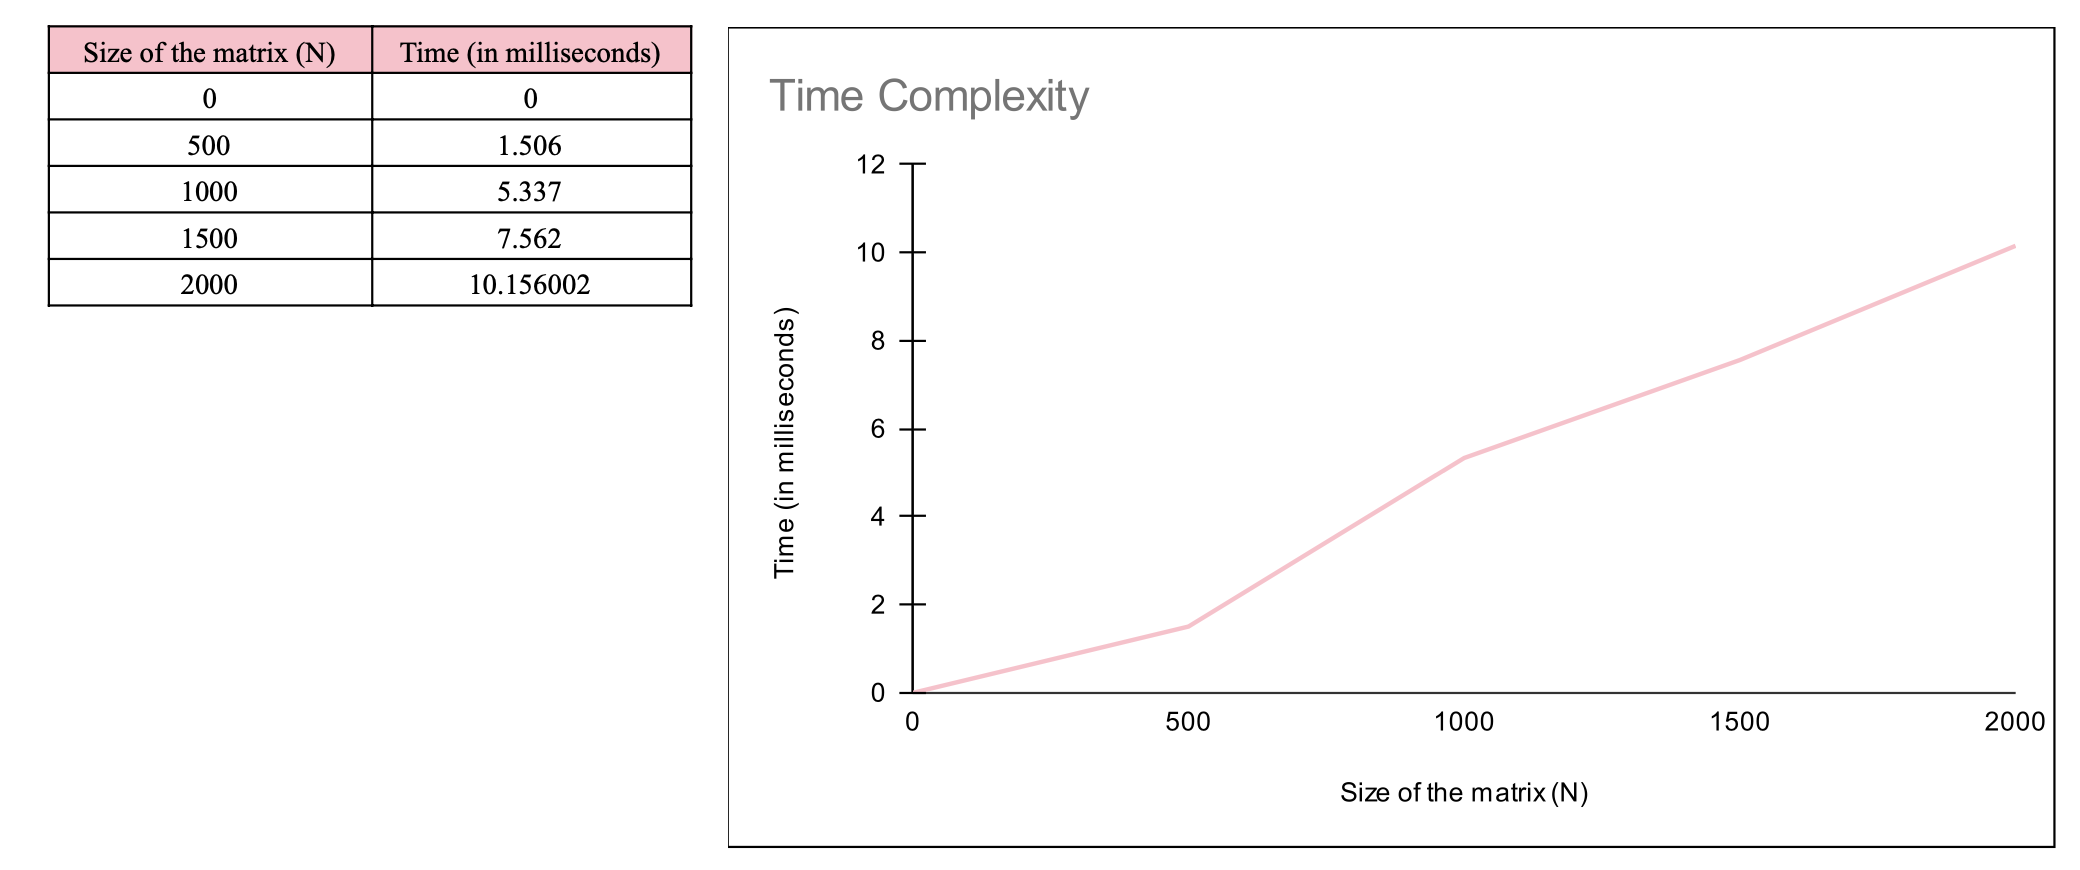 Size of the matrix (N) Time (in milliseconds)
0 0
500 1.506
1000 5.337
1500 7.562
2000 10.156002
Time Complexity
12
10
8
6
4
2
0
Time (in milliseconds)
0 500 1000 1500 2000
Size of the matrix (N)